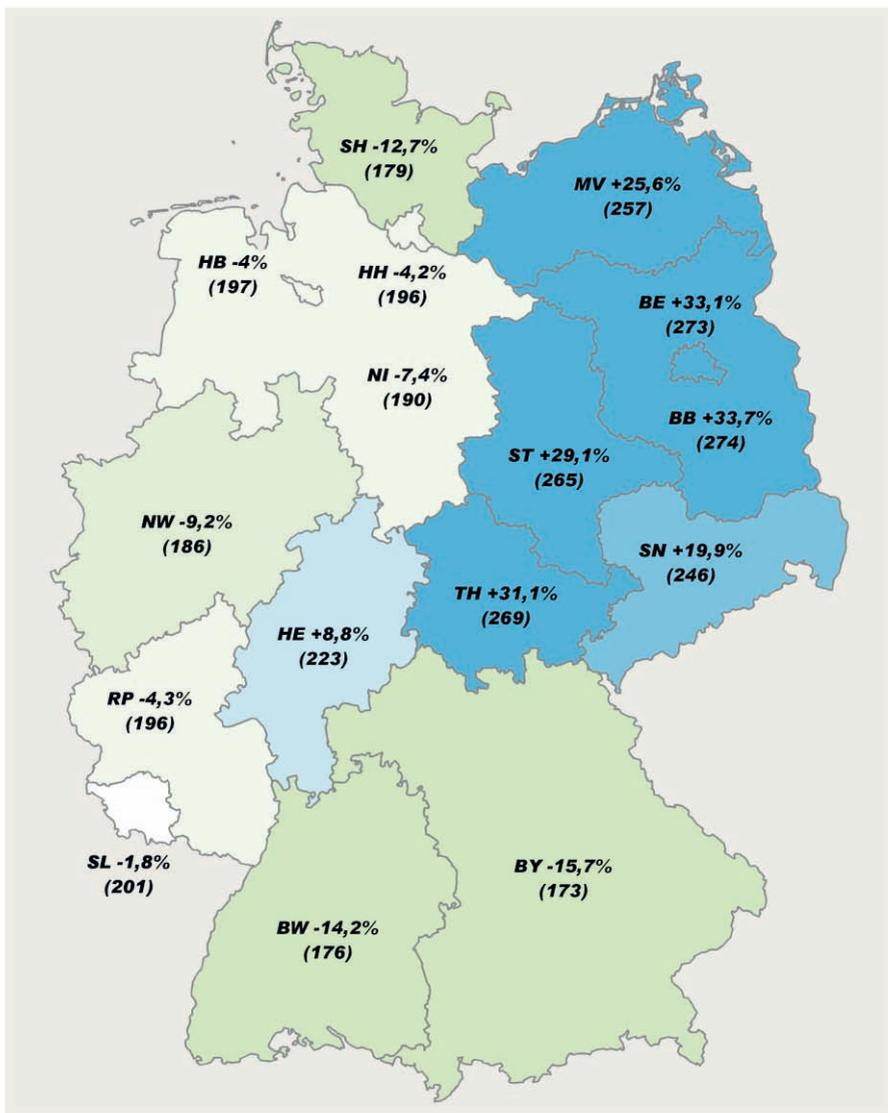 SH -12,7%
(179)
MV +25,6%
(257)
HB -4%
(197)
HH -4,2%
(196)
BE +33,1%
(273)
NI -7,4%
(190)
BB +33,7%
(274)
ST +29,1%
(265)
NW -9,2%
(186)
SN +19,9%
(246)
TH +31,1%
(269)
HE +8,8%
(223)
RP -4,3%
(196)
SL -1,8%
(201)
BY -15,7%
(173)
BW -14,2%
(176)